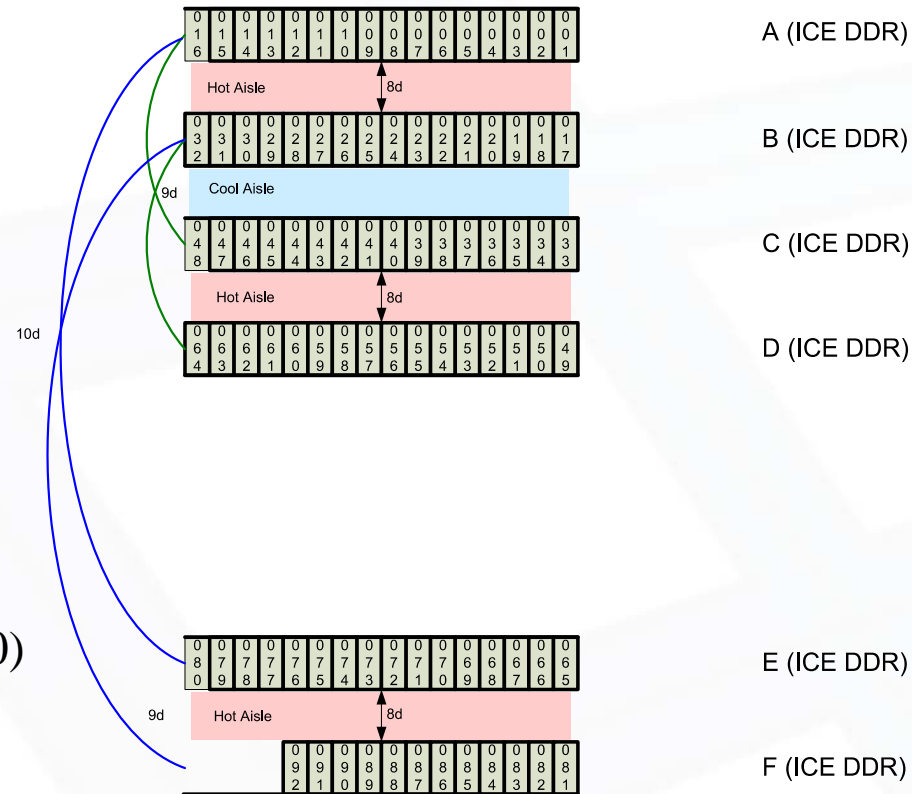 016 015 014 013 012 011 010 009 008 007 006 005 004 003 002 001
A (ICE DDR)
Hot Aisle
8d
032 031 030 029 028 027 026 025 024 023 022 021 020 019 018 017
B (ICE DDR)
9d
Cool Aisle
048 047 046 045 044 043 042 041 040 039 038 037 036 035 034 033
C (ICE DDR)
Hot Aisle
8d
10d
064 063 062 061 060 059 058 057 056 055 054 053 052 051 050 049
D (ICE DDR)
0)
080 079 078 077 076 075 074 073 072 071 070 069 068 067 066 065
E (ICE DDR)
9d
Hot Aisle
8d
092 091 090 089 088 087 086 085 084 083 082 081
F (ICE DDR)